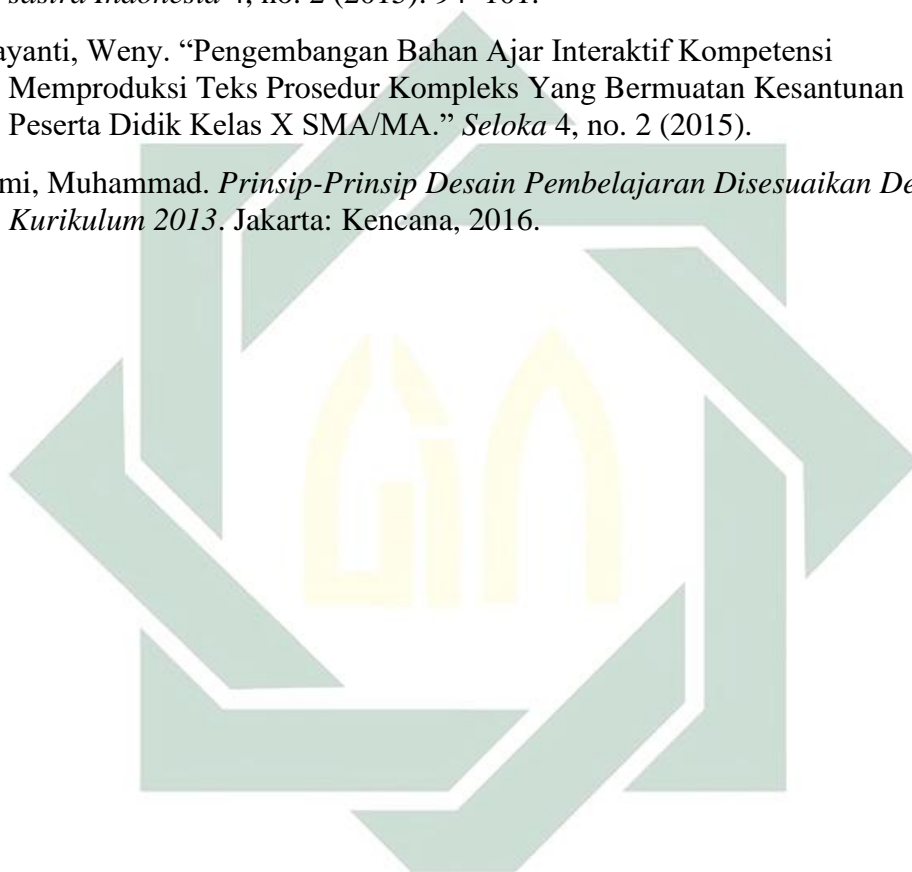 sastra Indonesia 4, no. 2 (2015): 94–101.
ayanti, Weny. “Pengembangan Bahan Ajar Interaktif Kompetensi
Memproduksi Teks Prosedur Kompleks Yang Bermuatan Kesantunan
Peserta Didik Kelas X SMA/MA.” Seloka 4, no. 2 (2015).
mi, Muhammad. Prinsip-Prinsip Desain Pembelajaran Disesuaikan De
Kurikulum 2013. Jakarta: Kencana, 2016.